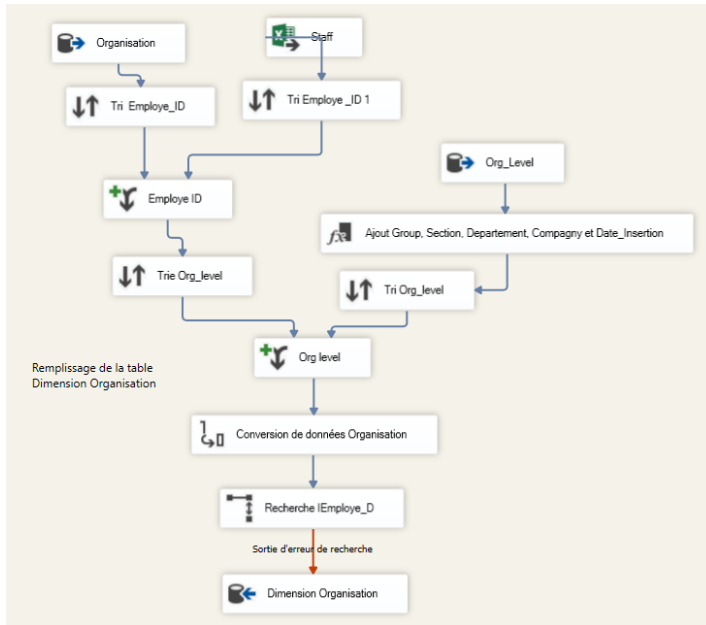 Organisation
Staff
Tri Employe_ID
Tri Employe _ID 1
Org_Level
Employe ID
Ajout Group, Section, Departement, Compagny et Date_Insertion
Trie Org_level
Tri Org_level
Org level
Remplissage de la table
Dimension Organisation
Conversion de données Organisation
Recherche IEmploye_D
Sortie d'erreur de recherche
Dimension Organisation